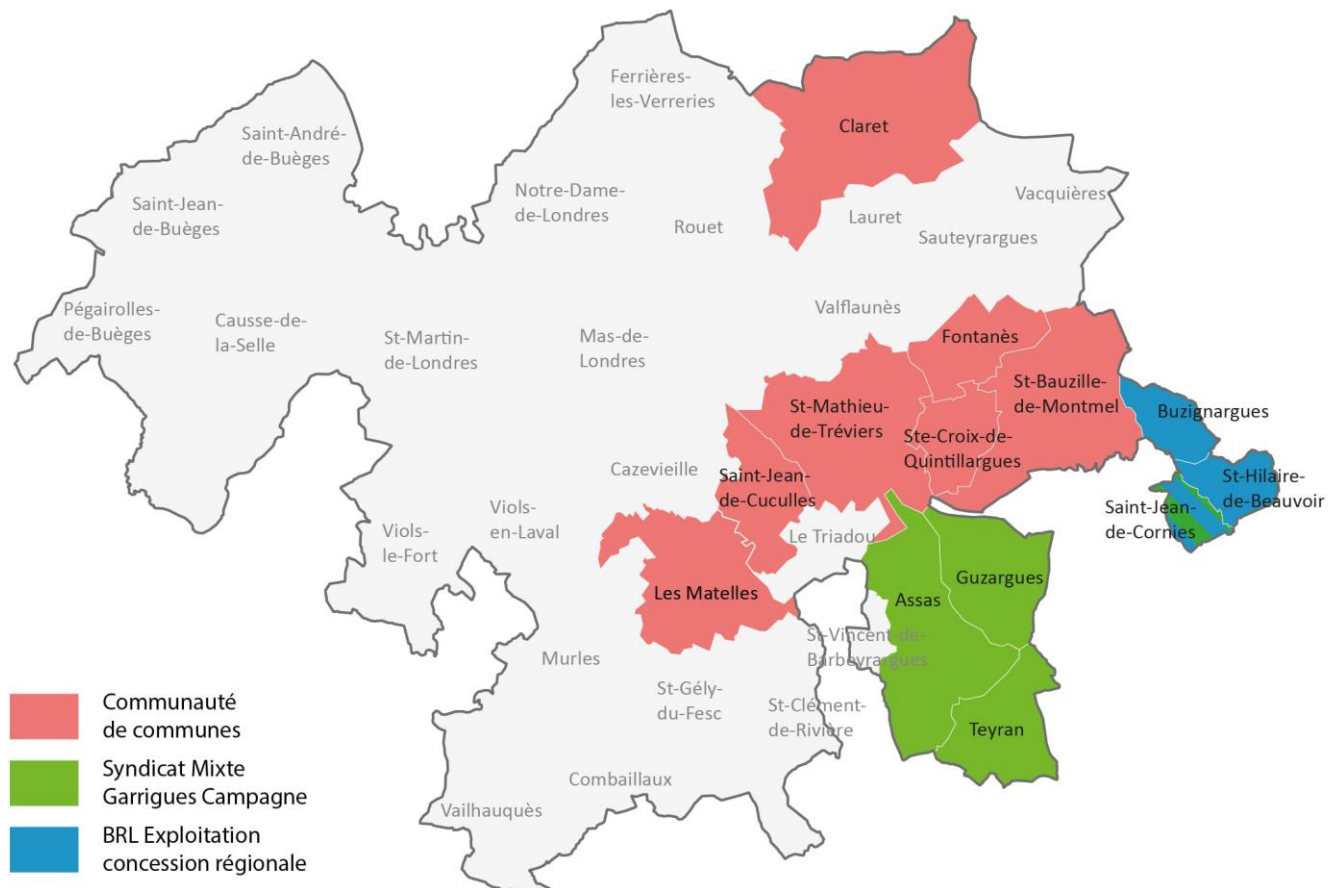 Ferrières-
les-Verreries
Claret
Saint-André-
de-Buèges
Saint-Jean-
de-Buèges
Notre-Dame-
de-Londres
Rouet
Lauret
Vacquières
Sauteyrargues
Pégairolles-
de-Buèges
Causse-de-
la-Selle
St-Martin-
de-Londres
Mas-de-
Londres
Valflaunès
Fontanès
St-Bauzille-
de-Montmel
St-Mathieu-
de-Tréviers
Ste-Croix-de-
Quintillargues
Buzignargues
St-Hilaire-
de-Beauvoir
Saint-Jean-
de-Cornies
Cazevieille
Saint-Jean-
de-Cuculles
Viols-
en-Laval
Viols-
le-Fort
Le Triadou
Les Matelles
Assas
Guzargues
St-Vincent-de-
Barbeyrargues
Murles
St-Gély-
du-Fesc
St-Clément-
de-Rivière
Teyran
Combaillaux
Vailhauquès
Communauté
de communes
Syndicat Mixte
Garrigues Campagne
BRL Exploitation
concession régionale